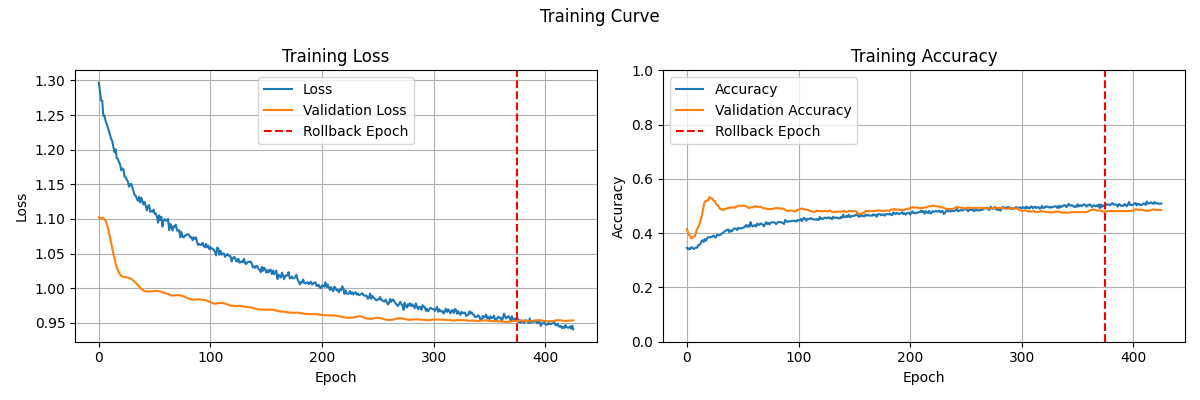 Training Curve
Training Loss
1.30
1.25
1.20
1.15
1.10
1.05
1.00
0.95
Loss
Loss
Validation Loss
Rollback Epoch
0
100
200
300
400
Epoch
Training Accuracy
1.0
0.8
0.6
0.4
0.2
0.0
Accuracy
Accuracy
Validation Accuracy
Rollback Epoch
0
100
200
300
400
Epoch